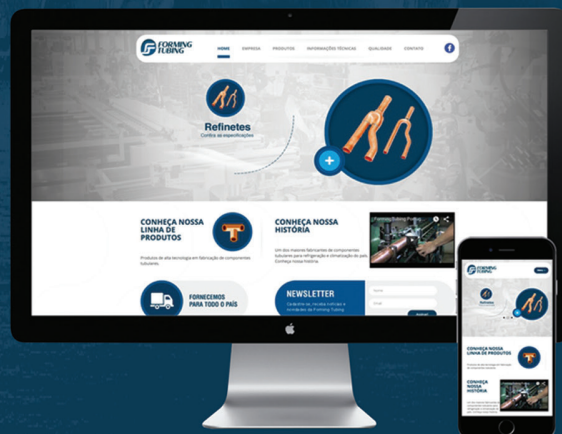 FORMING
TUBING
HOME EMPRESA PRODUTOS INFORMAÇÕES TÉCNICAS QUALIDADE CONTATO
f
Refinetes
Confira as especificações
+
CONHEÇA NOSSA
LINHA DE
PRODUTOS
Produtos de alta tecnologia em fabricação de componentes
tubulares.
CONHEÇA NOSSA
HISTÓRIA
Um dos maiores fabricantes de componentes
tubulares para refrigeração e climatização do país.
Conheça nossa história.
Forming Tubing
FORNECEMOS
PARA TODO O PAÍS
NEWSLETTER
Cadastre-se, receba notícias e
novidades da Forming Tubing.
Nome
Email
FORMING
TUBING
Refinetes
+
CONHEÇA NOSSA
LINHA DE PRODUTOS
CONHEÇA
NOSSA
HISTÓRIA